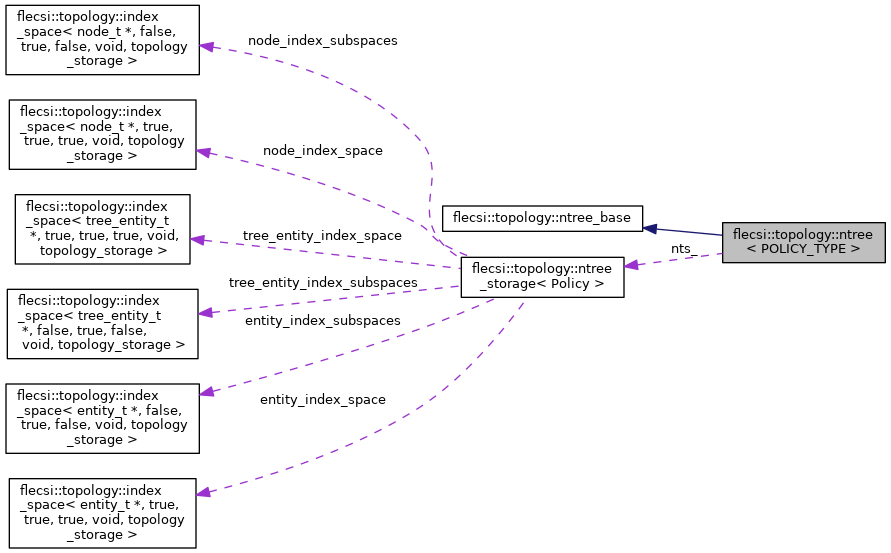 flecsi::topology::index
_space< node_t *, false,
true, false, void, topology
_storage >
node_index_subspaces
flecsi::topology::index
_space< node_t *, true,
true, true, void, topology
_storage >
node_index_space
flecsi::topology::index
_space< tree_entity_t
*, true, true, true, void,
topology_storage >
tree_entity_index_space
flecsi::topology::index
_space< tree_entity_t
*, false, true, false,
void, topology_storage >
tree_entity_index_subspaces
flecsi::topology::index
_space< entity_t *, false,
true, false, void, topology
_storage >
entity_index_subspaces
flecsi::topology::index
_space< entity_t *, true,
true, true, void, topology
_storage >
entity_index_space
flecsi::topology::ntree_base
flecsi::topology::ntree
_storage< Policy >
nts_
flecsi::topology::ntree
< POLICY_TYPE >